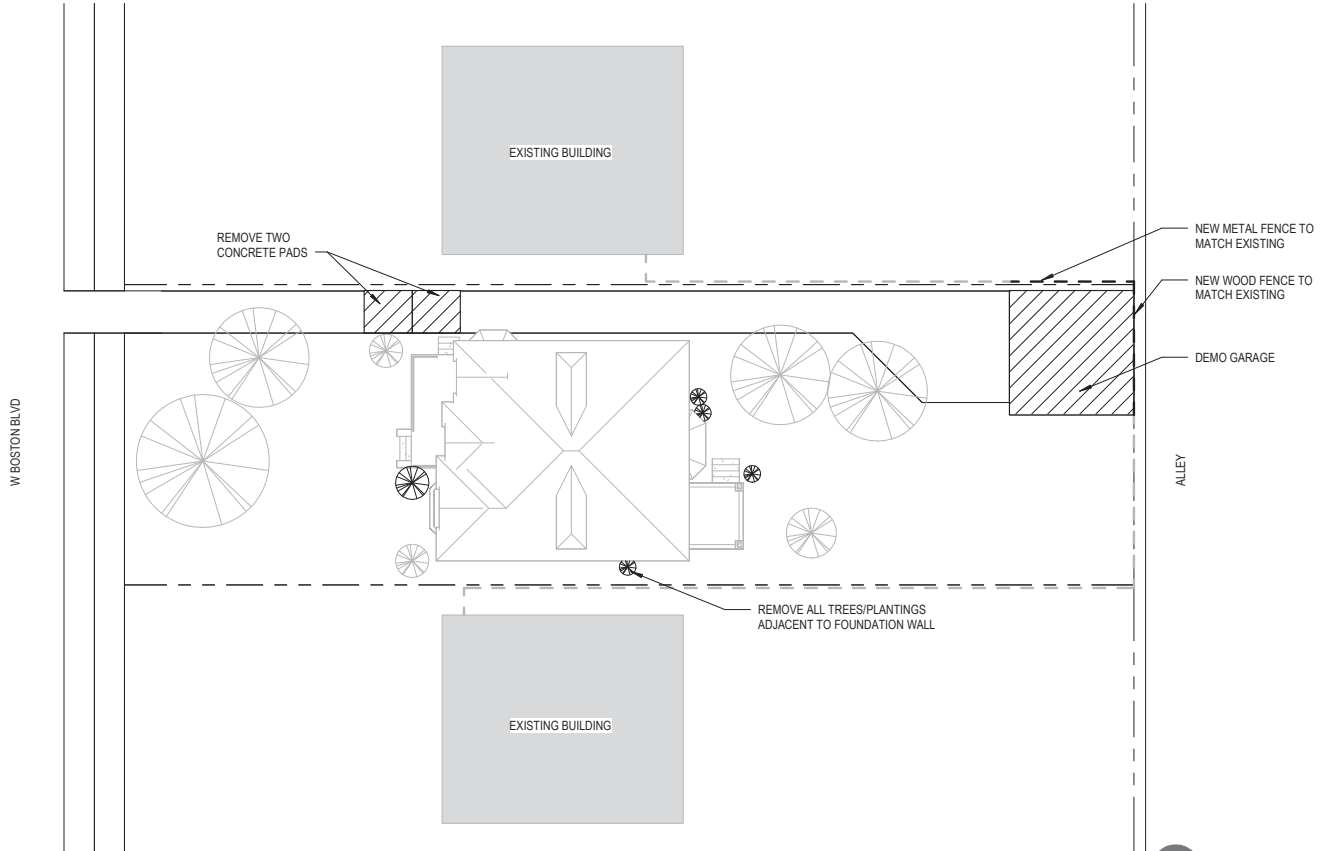 EXISTING BUILDING
REMOVE TWO
CONCRETE PADS
NEW METAL FENCE TO
MATCH EXISTING
NEW WOOD FENCE TO
MATCH EXISTING
DEMO GARAGE
W BOSTON BLVD
ALLEY
REMOVE ALL TREES/PLANTINGS
ADJACENT TO FOUNDATION WALL
EXISTING BUILDING